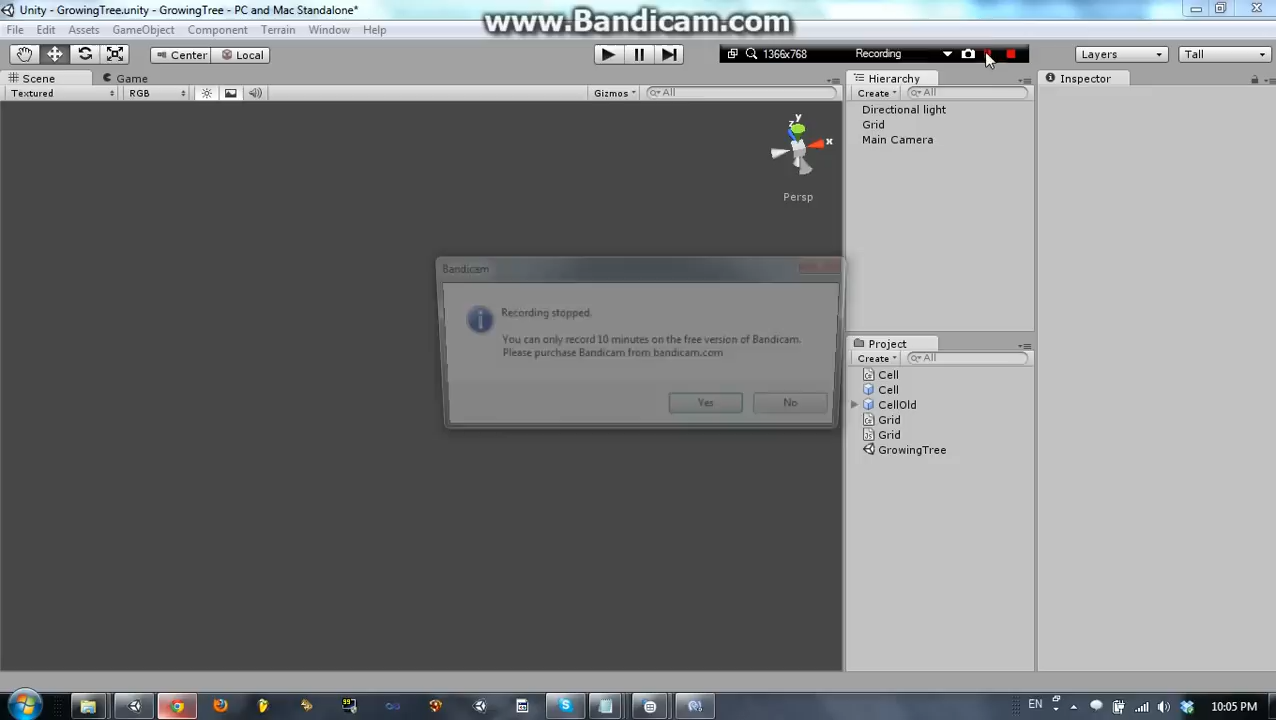 Unity - GrowingTree.unity - GrowingTree - PC and Mac Standalone*
www.Bandicam.com
File Edit Assets GameObject Component Terrain Window Help
Center Local
1366x768 Recording
Layers Tall
Scene Game
Textured RGB Gizmos All
y
z
x
Persp
Hierarchy
Create All
Directional light
Grid
Main Camera
Inspector
Bandicam
Recording stopped.
You can only record 10 minutes on the free version of Bandicam.
Please purchase Bandicam from bandicam.com
Yes No
Project
Create All
Cell
Cell
CellOld
Grid
Grid
GrowingTree
EN 10:05 PM